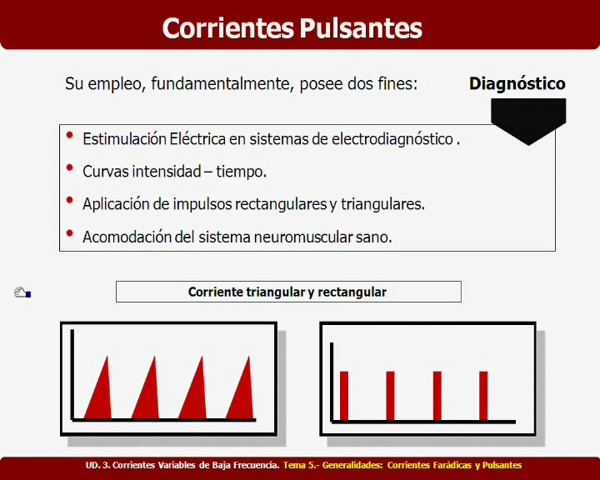 Corrientes Pulsantes
Su empleo, fundamentalmente, posee dos fines: Diagnóstico
Estimulación Eléctrica en sistemas de electrodiagnóstico .
Curvas intensidad – tiempo.
Aplicación de impulsos rectangulares y triangulares.
Acomodación del sistema neuromuscular sano.
Corriente triangular y rectangular
UD. 3. Corrientes Variables de Baja Frecuencia. Tema 5.- Generalidades: Corrientes Farádicas y Pulsantes